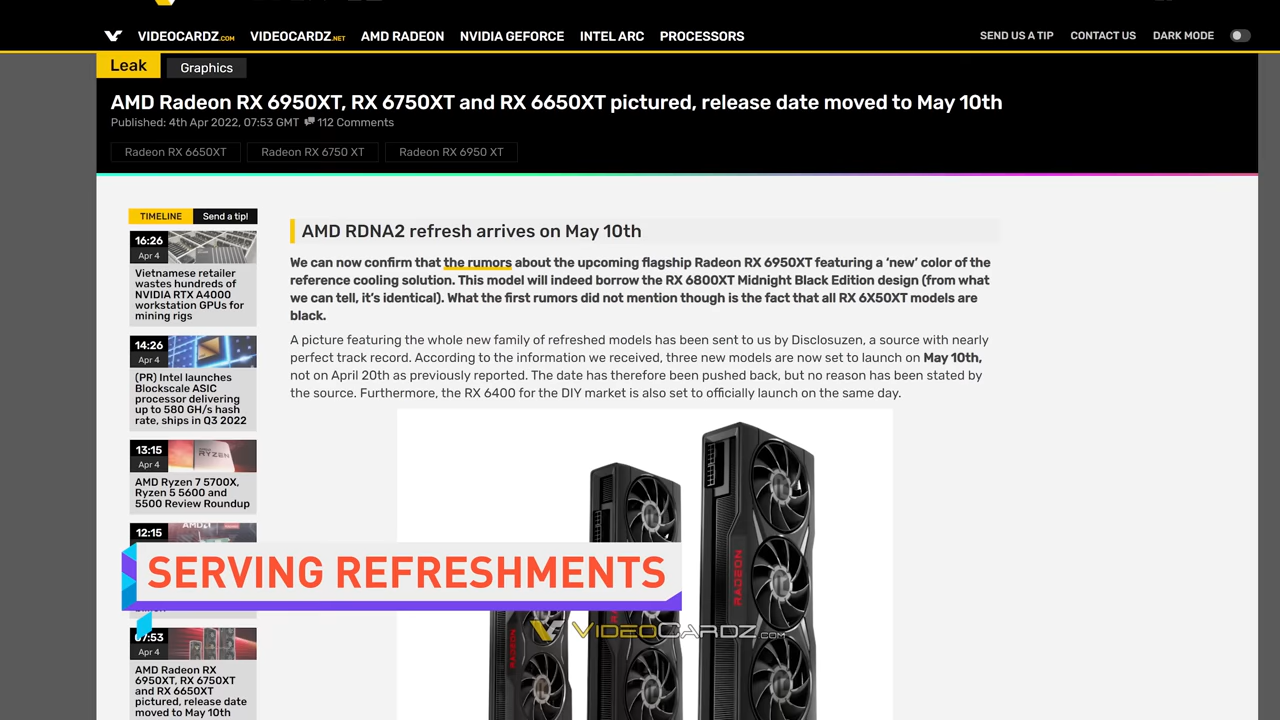 VIDEOCARDZ.COM VIDEOCARDZ.NET AMD RADEON NVIDIA GEFORCE INTEL ARC PROCESSORS SEND US A TIP CONTACT US DARK MODE
Leak Graphics
AMD Radeon RX 6950XT, RX 6750XT and RX 6650XT pictured, release date moved to May 10th
Published: 4th Apr 2022, 07:53 GMT 112 Comments
Radeon RX 6650XT Radeon RX 6750 XT Radeon RX 6950 XT
TIMELINE Send a tip!
16:26
Apr 4
Vietnamese retailer
wastes hundreds of
NVIDIA RTX A4000
workstation GPUs for
mining rigs
14:26
Apr 4
(PR) Intel launches
Blockscale ASIC
processor delivering
up to 580 GH/s hash
rate, ships in Q3 2022
13:15
Apr 4
AMD RYZEN
AMD Ryzen 7 5700X,
Ryzen 5 5600 and
5500 Review Roundup
12:15
AMD
07:53
Apr 4
AMD Radeon RX
6950XT, RX 6750XT
and RX 6650XT
pictured, release date
moved to May 10th
AMD RDNA2 refresh arrives on May 10th
We can now confirm that the rumors about the upcoming flagship Radeon RX 6950XT featuring a ‘new’ color of the
reference cooling solution. This model will indeed borrow the RX 6800XT Midnight Black Edition design (from what
we can tell, it’s identical). What the first rumors did not mention though is the fact that all RX 6X50XT models are
black.
A picture featuring the whole new family of refreshed models has been sent to us by Disclosuzen, a source with nearly
perfect track record. According to the information we received, three new models are now set to launch on May 10th,
not on April 20th as previously reported. The date has therefore been pushed back, but no reason has been stated by
the source. Furthermore, the RX 6400 for the DIY market is also set to officially launch on the same day.
RADEON
SERVING REFRESHMENTS
RADEON
VIDEOCARDZ.COM